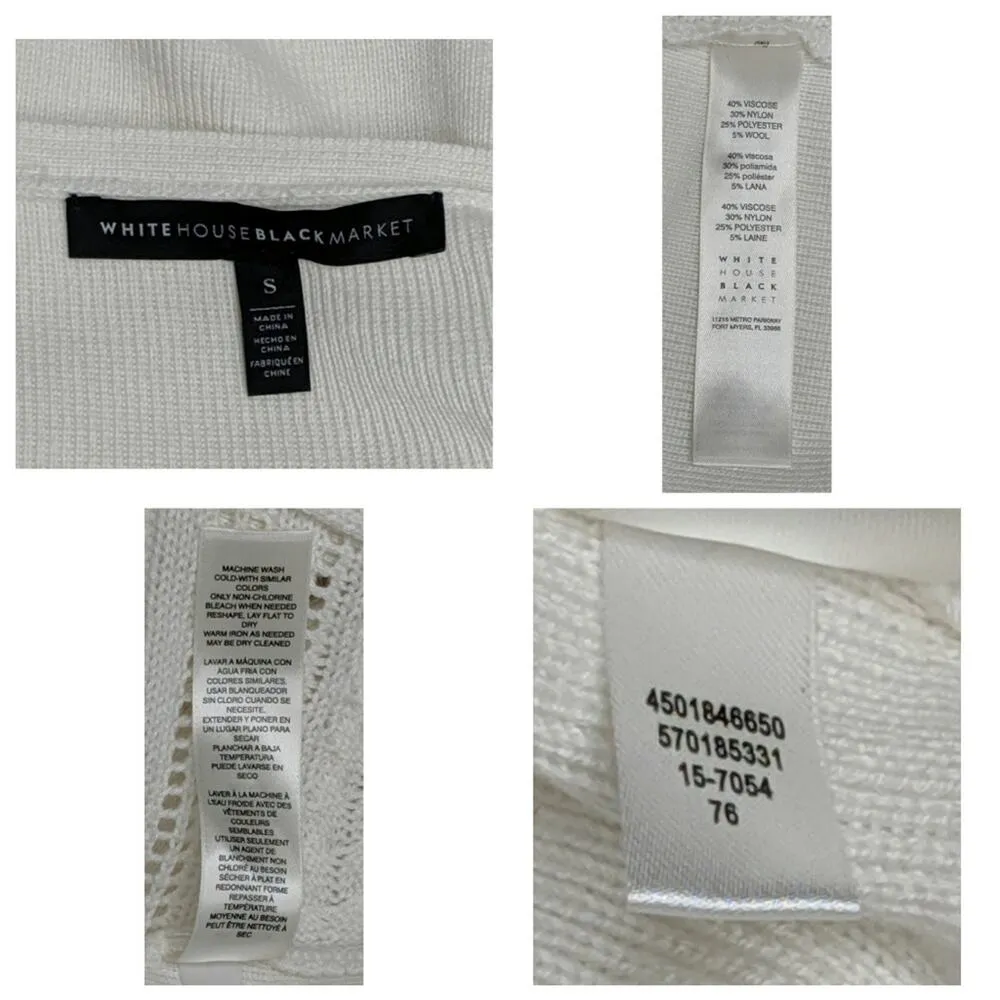 WHITEHOUSEBLACKMARKET
S
MADE IN
CHINA
HECHO EN
CHINA
FABRIQUÉ EN
CHINE
40% VISCOSE
30% NYLON
25% POLYESTER
5% WOOL
40% viscosa
30% poliamida
25% poliéster
5% LANA
40% VISCOSE
30% NYLON
25% POLYESTER
5% LAINE
WHITE
HOUSE
BLACK
MARKET
11215 METRO PARKWAY
FORT MYERS, FL 33966
MACHINE WASH
COLD-WITH SIMILAR
COLORS
ONLY NON-CHLORINE
BLEACH WHEN NEEDED
RESHAPE, LAY FLAT TO
DRY
WARM IRON AS NEEDED
MAY BE DRY CLEANED
LAVAR A MÁQUINA CON
AGUA FRIA CON
COLORES SIMILARES.
USAR BLANQUEADOR
SIN CLORO CUANDO SE
NECESITE.
EXTENDER Y PONER EN
UN LUGAR PLANO PARA
SECAR
PLANCHAR A BAJA
TEMPERATURA
PUEDE LAVARSE EN
SECO
LAVER À LA MACHINE À
L'EAU FROIDE AVEC DES
VÊTEMENTS DE
COULEURS
SEMBLABLES
UTILISER SEULEMENT
UN AGENT DE
BLANCHIMENT NON
CHLORÉ AU BESOIN
SÉCHER À PLAT EN
REDONNANT FORME
REPASSER À
TEMPÉRATURE
MOYENNE AU BESOIN
PEUT ÊTRE NETTOYÉ À
SEC
4501846650
570185331
15-7054
76